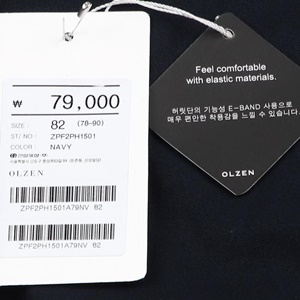 ₩ 79,000
SIZE : 82 (78-90)
ST/ NO : ZPF2PH1501
COLOR : NAVY
OLZEN
ZPF2PH1501A79NV 82
ZPF2PH1501A79NV 82
Feel comfortable
with elastic materials.
허릿단의 기능성 E-BAND 사용으로
매우 편안한 착용감을 느낄 수 있습니다.
OLZEN